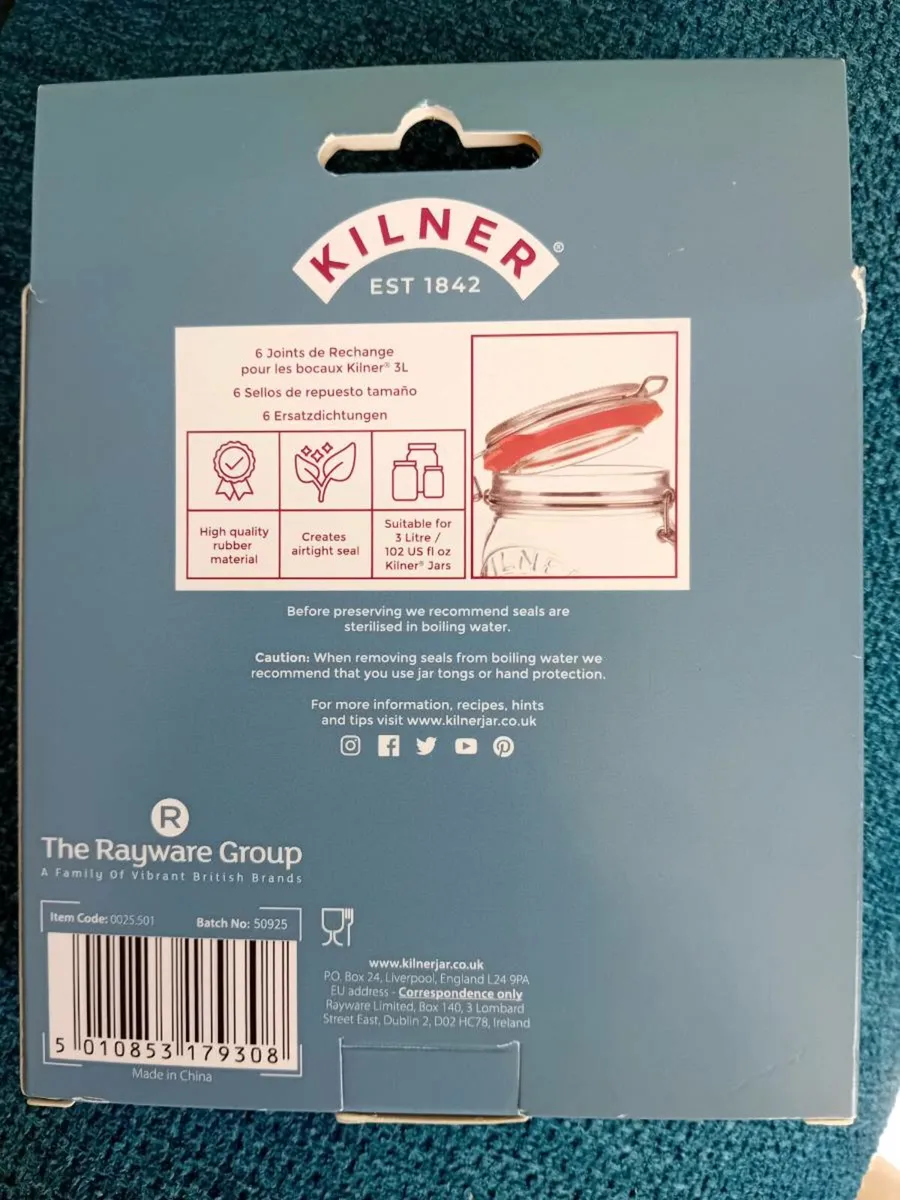 KILNER®
EST 1842
6 Joints de Rechange
pour les bocaux Kilner® 3L
6 Sellos de repuesto tamaño
6 Ersatzdichtungen
High quality
rubber
material
Creates
airtight seal
Suitable for
3 Litre /
102 US fl oz
Kilner® Jars
KILNE
Before preserving we recommend seals are
sterilised in boiling water.
Caution: When removing seals from boiling water we
recommend that you use jar tongs or hand protection.
For more information, recipes, hints
and tips visit www.kilnerjar.co.uk
R
The Rayware Group
A Family Of Vibrant British Brands
Item Code: 0025.501 Batch No: 50925
5 010853 179308
Made in China
www.kilnerjar.co.uk
P.O. Box 24, Liverpool, England L24 9PA
EU address - Correspondence only
Rayware Limited, Box 140, 3 Lombard
Street East, Dublin 2, D02 HC78, Ireland